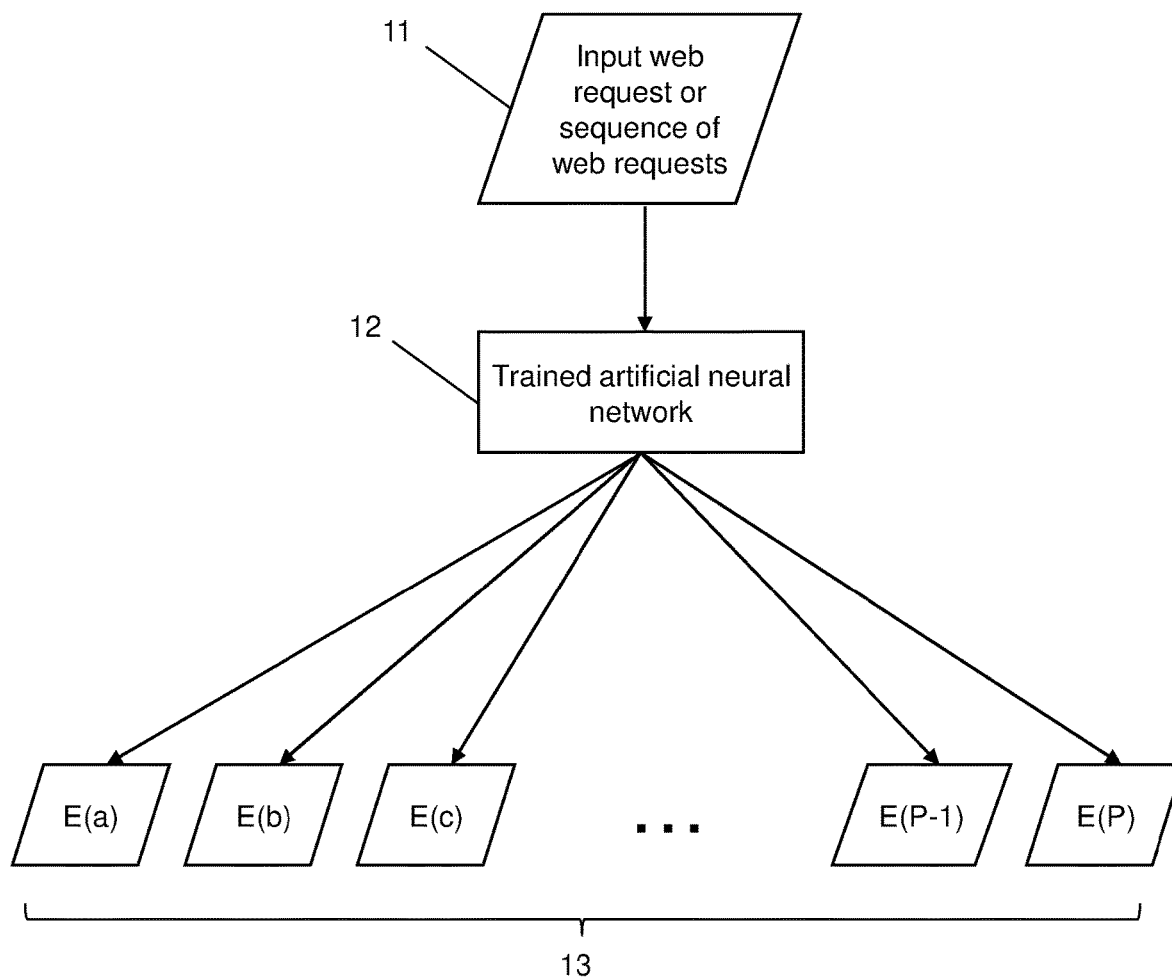 11
Input web
request or
sequence of
web requests
12
Trained artificial neural
network
E(a) E(b) E(c) ... E(P-1) E(P)
13